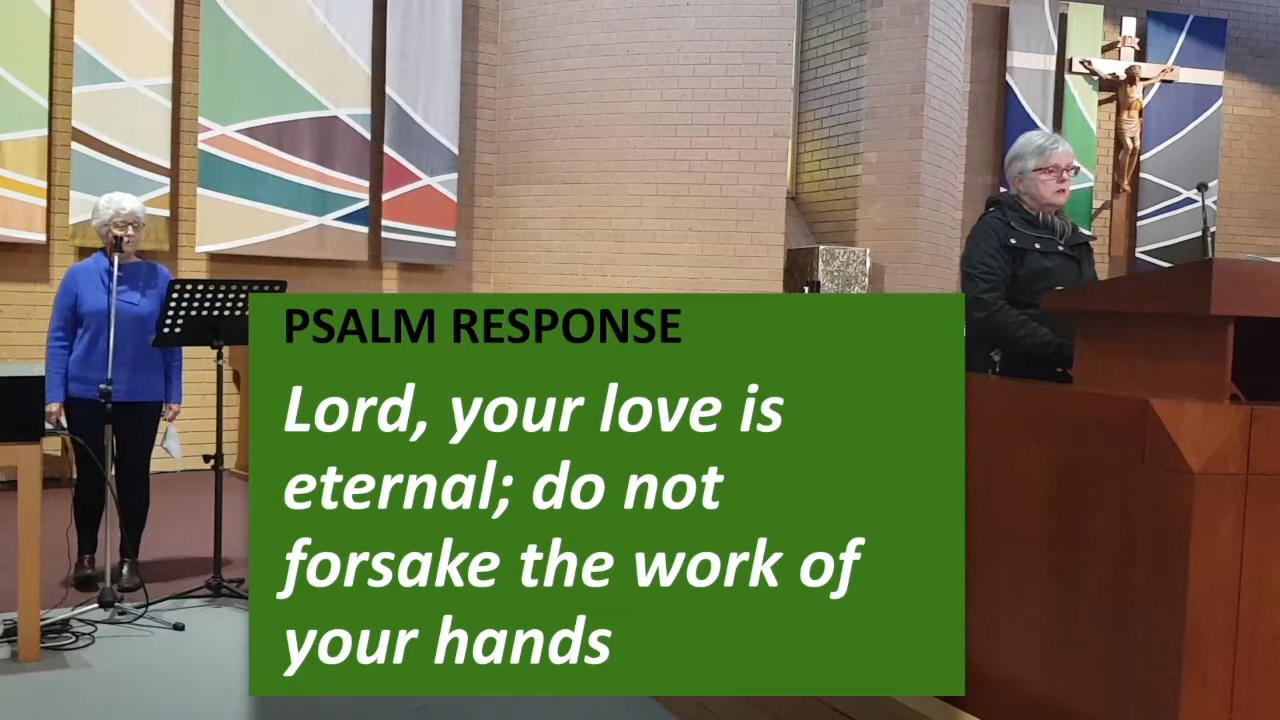 PSALM RESPONSE
Lord, your love is
eternal; do not
forsake the work of
your hands